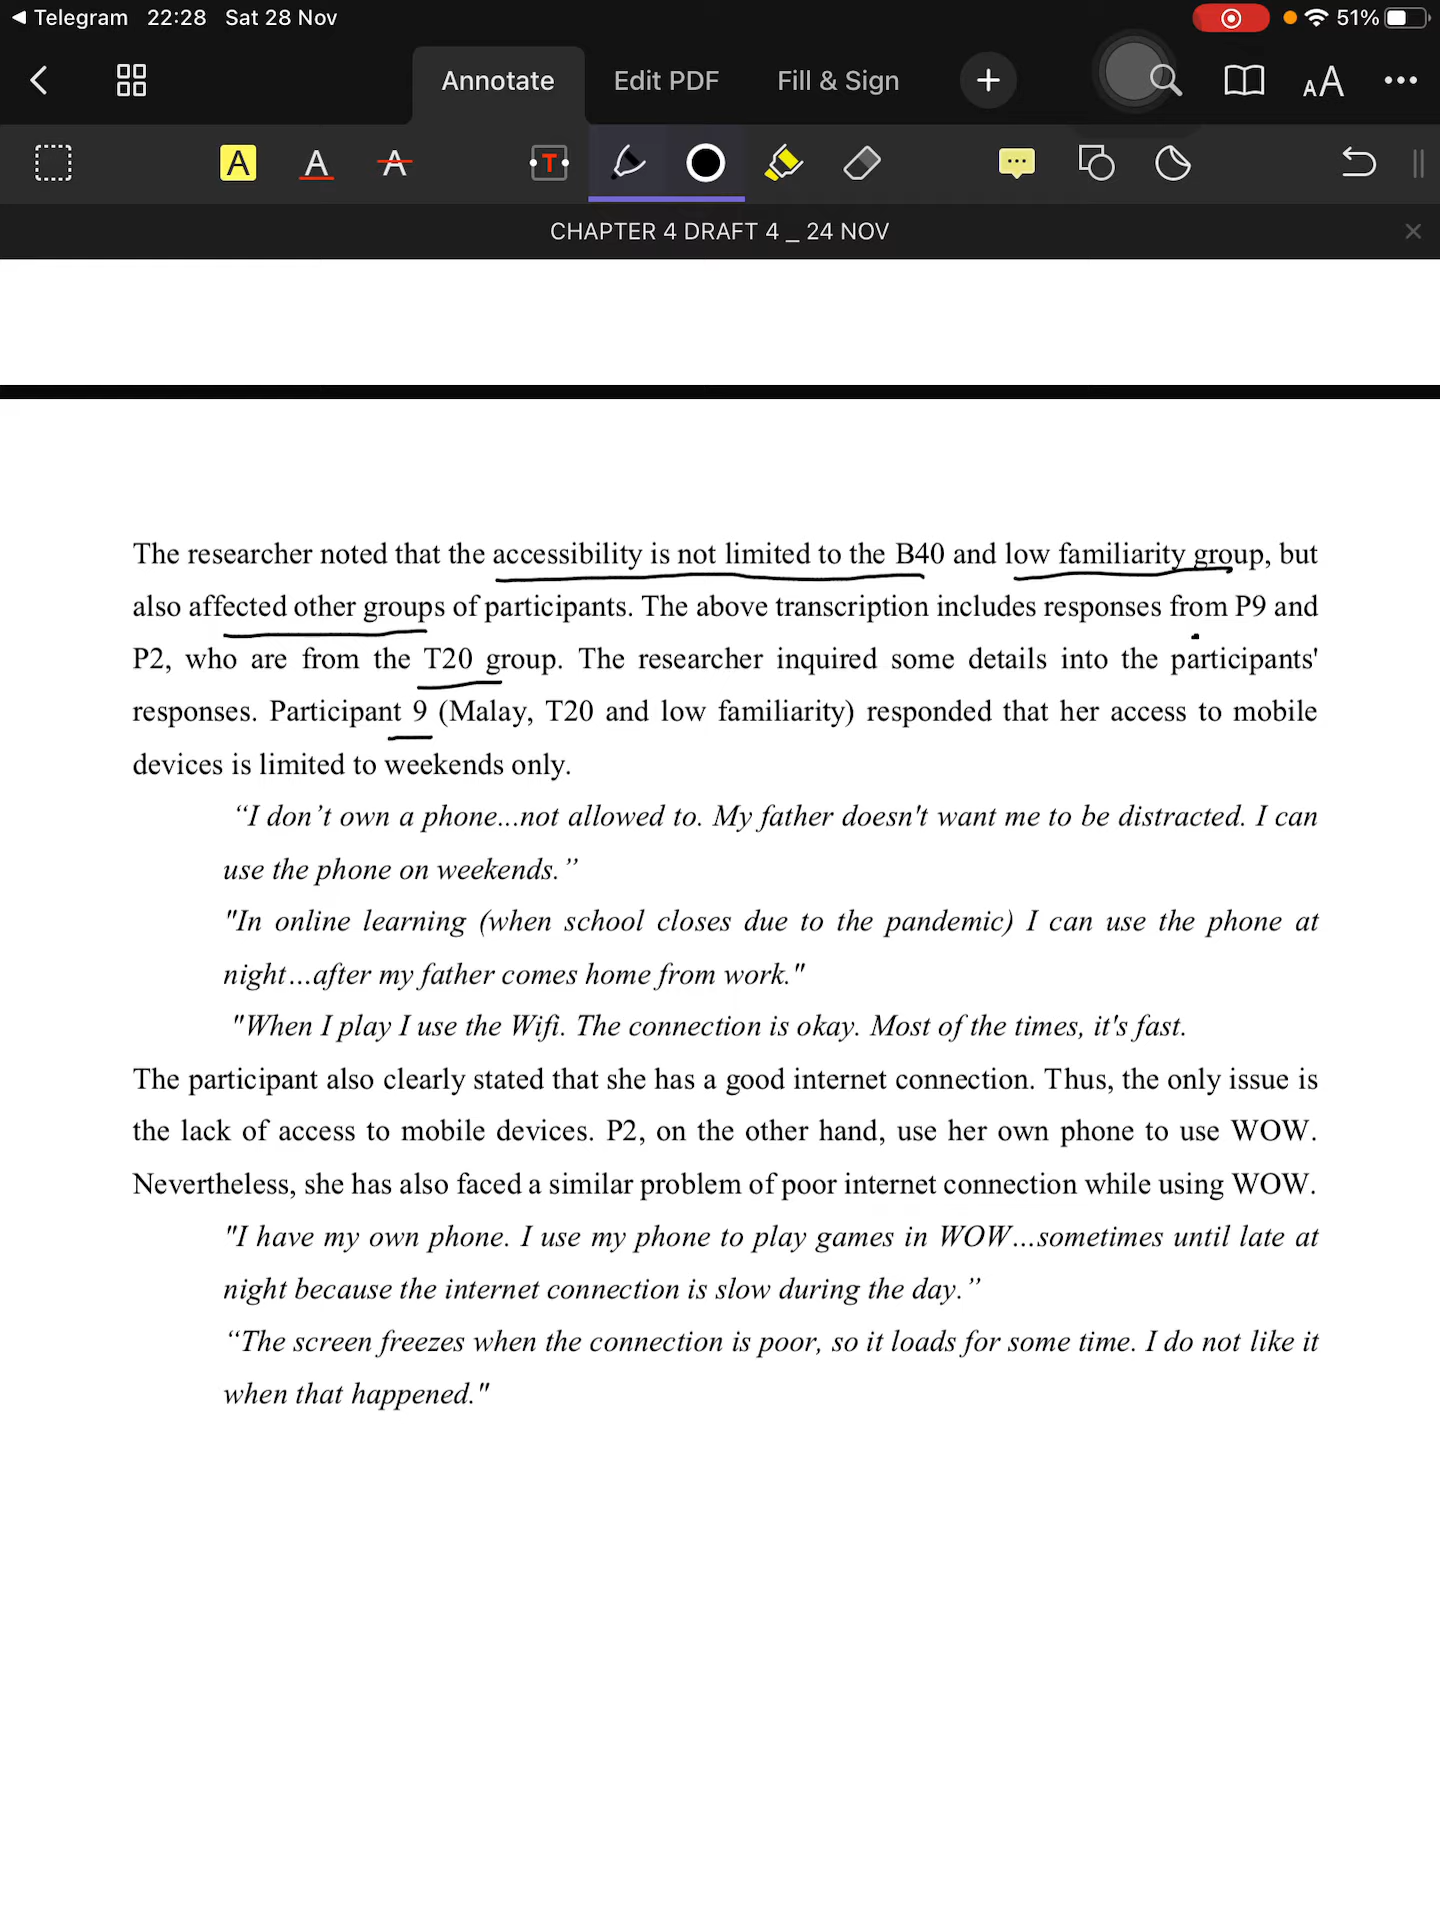 ◀ Telegram 22:28 Sat 28 Nov 51%
Annotate Edit PDF Fill & Sign + AA
A A A T
CHAPTER 4 DRAFT 4 _ 24 NOV
The researcher noted that the accessibility is not limited to the B40 and low familiarity group, but
also affected other groups of participants. The above transcription includes responses from P9 and
P2, who are from the T20 group. The researcher inquired some details into the participants'
responses. Participant 9 (Malay, T20 and low familiarity) responded that her access to mobile
devices is limited to weekends only.
“I don’t own a phone...not allowed to. My father doesn't want me to be distracted. I can
use the phone on weekends.”
"In online learning (when school closes due to the pandemic) I can use the phone at
night…after my father comes home from work."
"When I play I use the Wifi. The connection is okay. Most of the times, it's fast.
The participant also clearly stated that she has a good internet connection. Thus, the only issue is
the lack of access to mobile devices. P2, on the other hand, use her own phone to use WOW.
Nevertheless, she has also faced a similar problem of poor internet connection while using WOW.
"I have my own phone. I use my phone to play games in WOW…sometimes until late at
night because the internet connection is slow during the day.”
“The screen freezes when the connection is poor, so it loads for some time. I do not like it
when that happened."